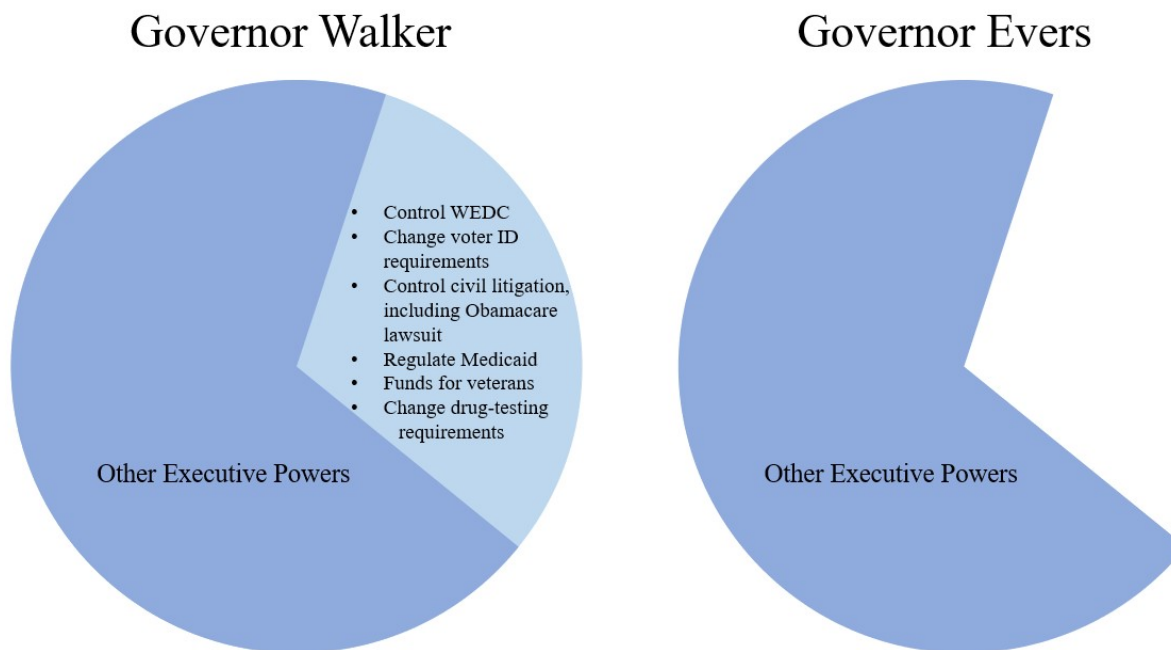 Governor Walker
Governor Evers
• Control WEDC
• Change voter ID
requirements
• Control civil litigation,
including Obamacare
lawsuit
• Regulate Medicaid
• Funds for veterans
• Change drug-testing
requirements
Other Executive Powers
Other Executive Powers